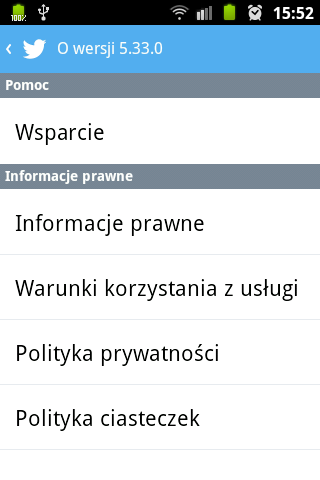 100%
15:52
O wersji 5.33.0
Pomoc
Wsparcie
Informacje prawne
Informacje prawne
Warunki korzystania z usługi
Polityka prywatności
Polityka ciasteczek